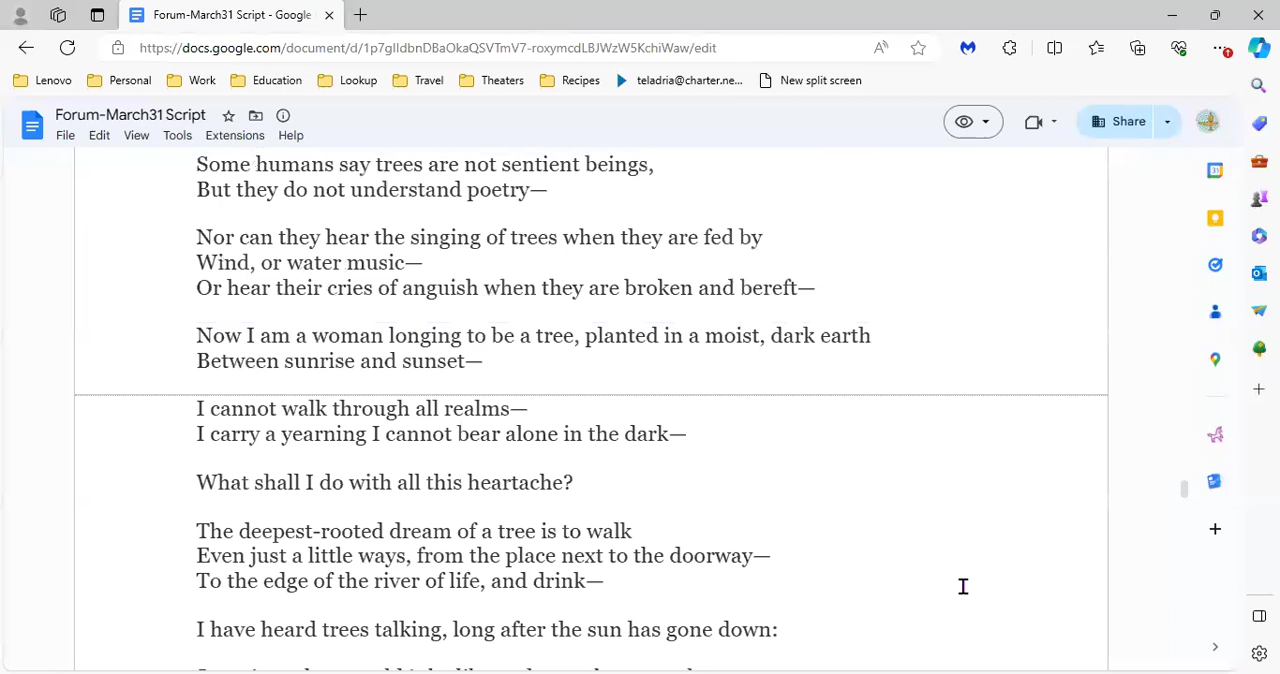 Forum-March31 Script - Google
https://docs.google.com/document/d/1p7glIdbnDBaOkaQSVTmV7-roxymcdLBJWzW5KchiWaw/edit
Lenovo Personal Work Education Lookup Travel Theaters Recipes teladria@charter.ne... New split screen
Forum-March31 Script
File Edit View Tools Extensions Help
Share
Some humans say trees are not sentient beings,
But they do not understand poetry—
Nor can they hear the singing of trees when they are fed by
Wind, or water music—
Or hear their cries of anguish when they are broken and bereft—
Now I am a woman longing to be a tree, planted in a moist, dark earth
Between sunrise and sunset—
I cannot walk through all realms—
I carry a yearning I cannot bear alone in the dark—
What shall I do with all this heartache?
The deepest-rooted dream of a tree is to walk
Even just a little ways, from the place next to the doorway—
To the edge of the river of life, and drink—
I have heard trees talking, long after the sun has gone down: